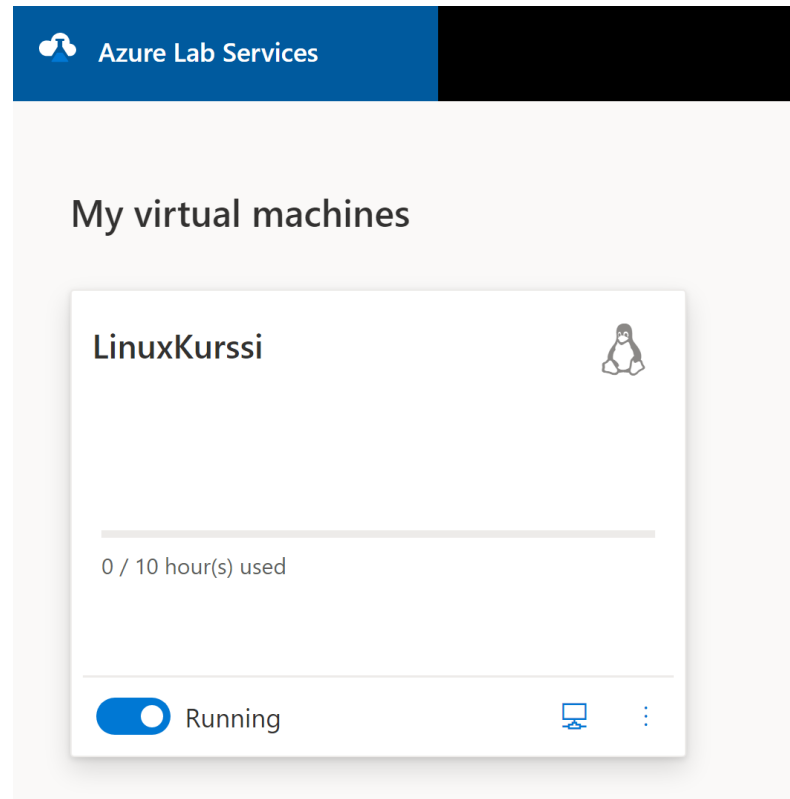 Azure Lab Services
My virtual machines
LinuxKurssi
0 / 10 hour(s) used
Running